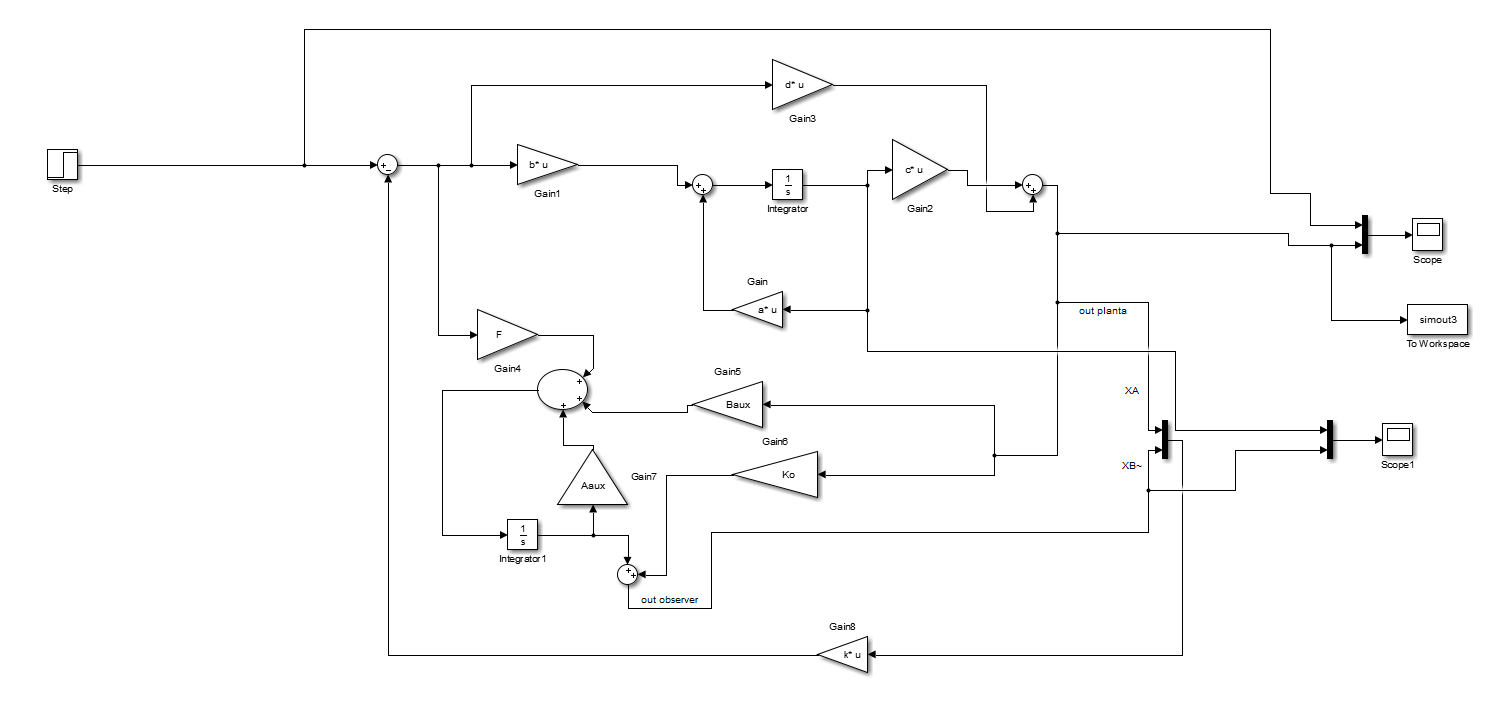 d* u
Gain3
Step
+
−
b* u
Gain1
+
+
1
s
Integrator
c* u
Gain2
+
+
Scope
Gain
a* u
out planta
simout3
To Workspace
F
Gain4
+
+
+
Gain5
Baux
XA
Gain6
Ko
XB~
Scope1
Gain7
Aaux
1
s
Integrator1
+
+
out observer
Gain8
k* u